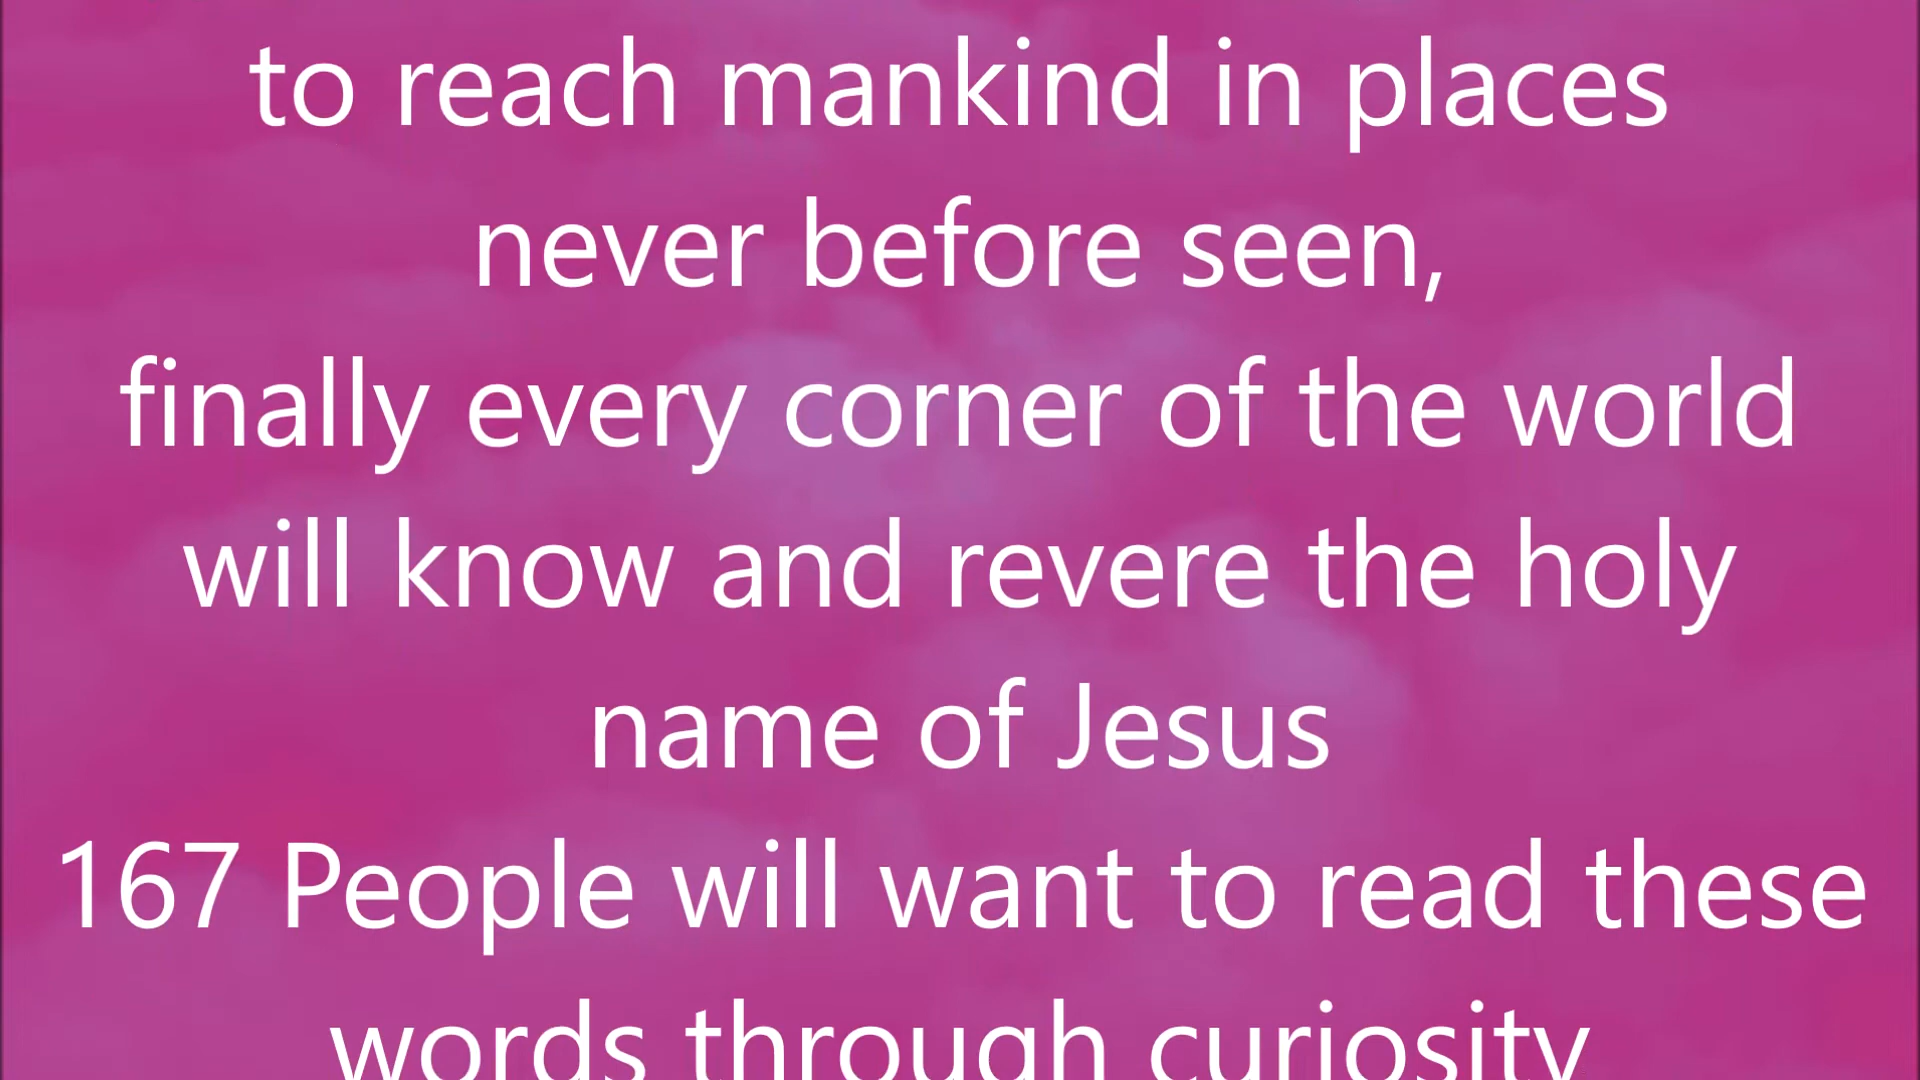 to reach mankind in places
never before seen,
finally every corner of the world
will know and revere the holy
name of Jesus
167 People will want to read these
words through curiosity